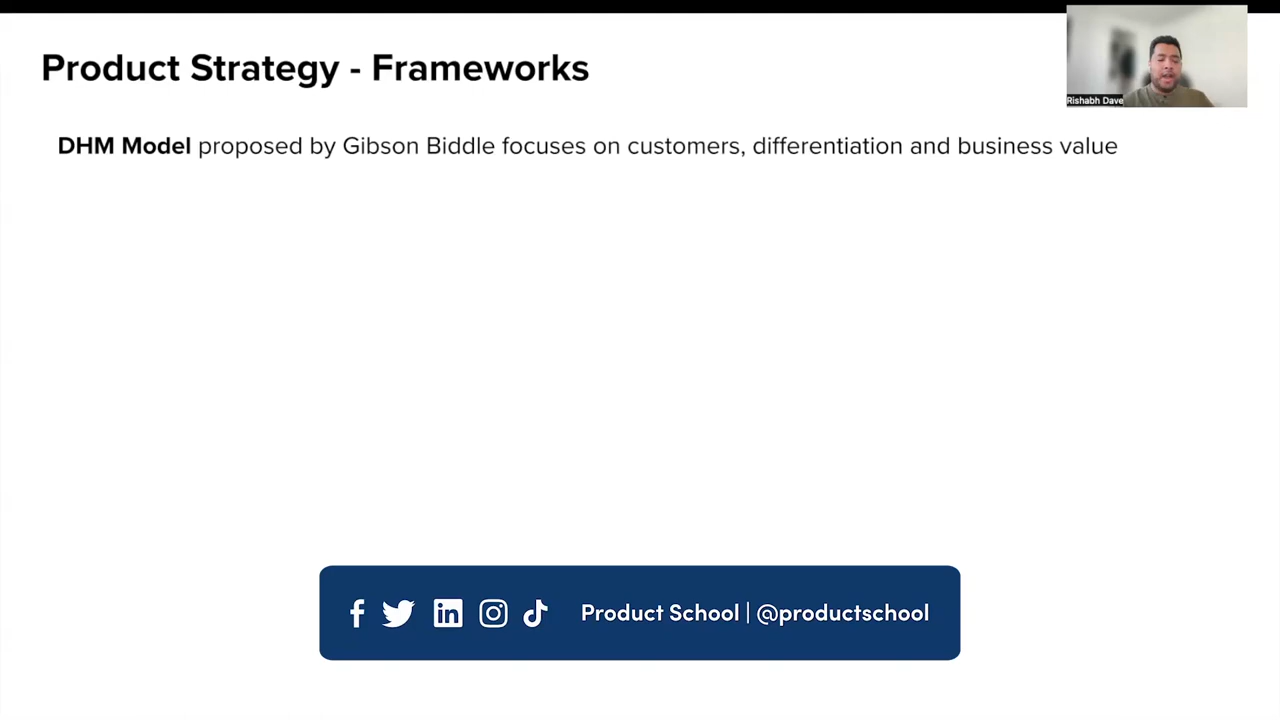 Product Strategy - Frameworks
Rishabh Dave
DHM Model proposed by Gibson Biddle focuses on customers, differentiation and business value
Product School | @productschool